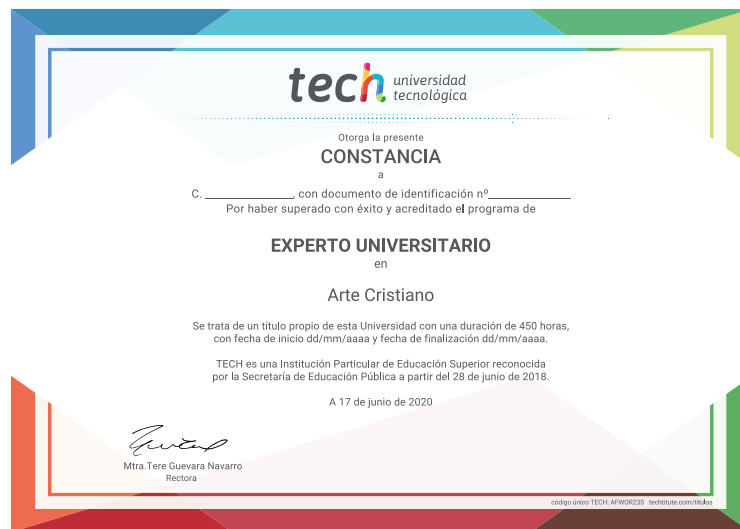 tech universidad
tecnológica
Otorga la presente
CONSTANCIA
a
C. ______________, con documento de identificación nº______________
Por haber superado con éxito y acreditado el programa de
EXPERTO UNIVERSITARIO
en
Arte Cristiano
Se trata de un título propio de esta Universidad con una duración de 450 horas,
con fecha de inicio dd/mm/aaaa y fecha de finalización dd/mm/aaaa.
TECH es una Institución Particular de Educación Superior reconocida
por la Secretaría de Educación Pública a partir del 28 de junio de 2018.
A 17 de junio de 2020
Mtra.Tere Guevara Navarro
Rectora
código único TECH: AFWOR23S techtitute.com/titulos